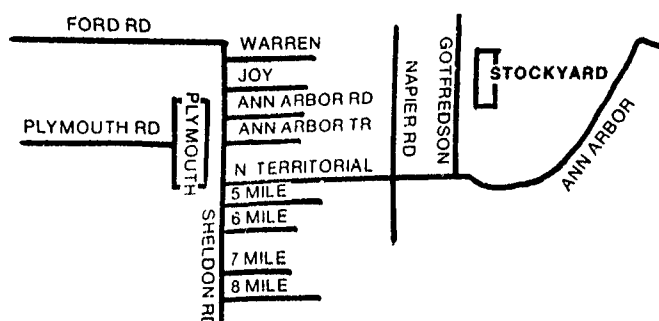 FORD RD
WARREN
JOY
ANN ARBOR RD
ANN ARBOR TR
PLYMOUTH RD
PLYMOUTH
N TERRITORIAL
5 MILE
6 MILE
7 MILE
8 MILE
SHELDON RD
NAPIER RD
GOTFREDSON
STOCKYARD
ANN ARBOR